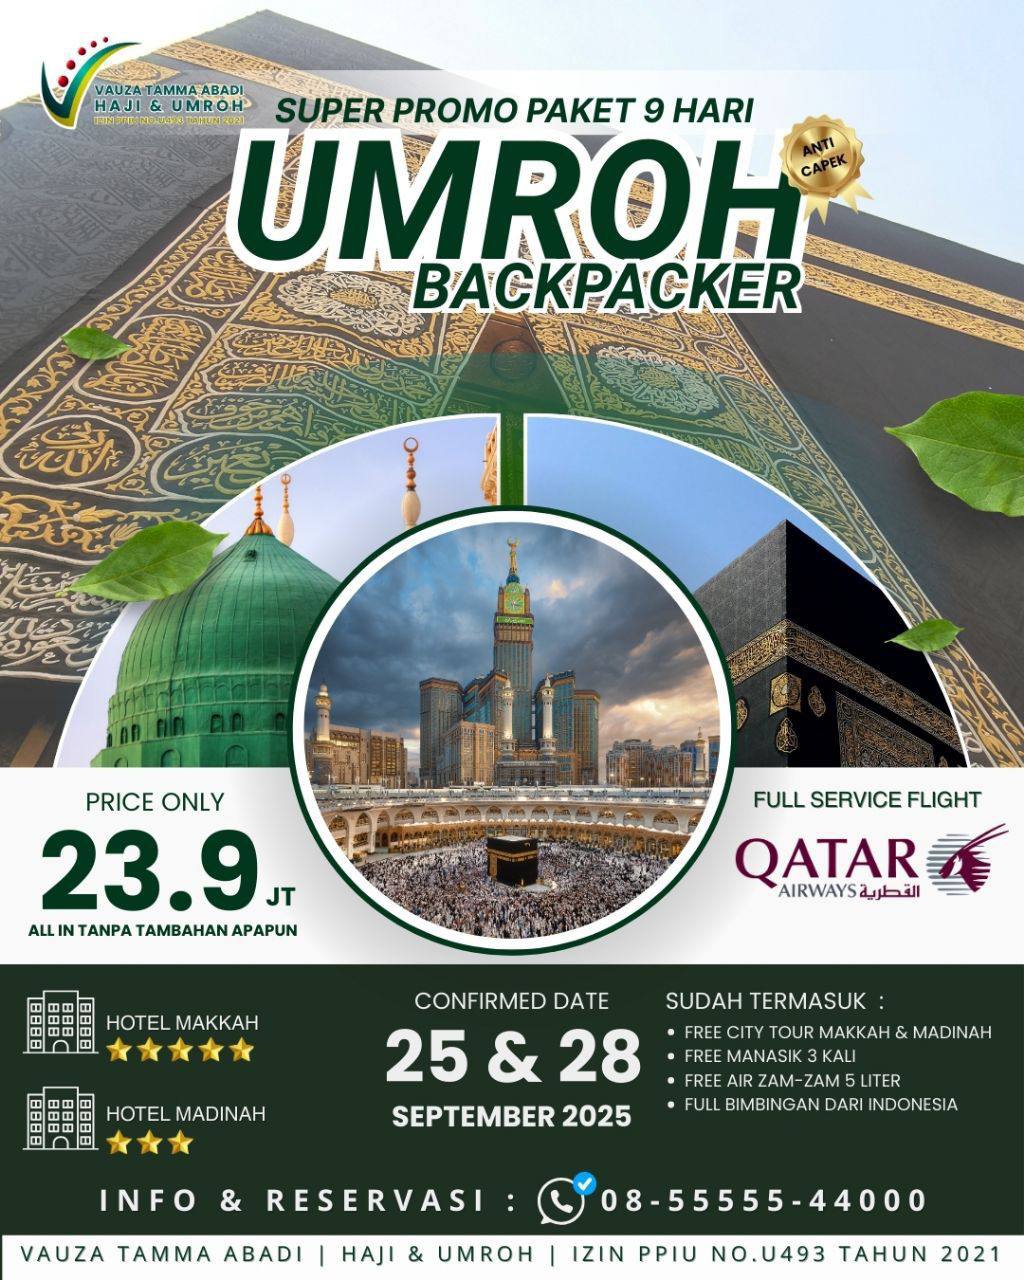 VAUZA TAMMA ABADI
HAJI & UMROH
IZIN PPIU NO.U493 TAHUN 2021
SUPER PROMO PAKET 9 HARI
UMROH
ANTI
CAPEK
BACKPACKER
PRICE ONLY
23.9 JT
ALL IN TANPA TAMBAHAN APAPUN
FULL SERVICE FLIGHT
QATAR
AIRWAYS القطرية
HOTEL MAKKAH
HOTEL MADINAH
CONFIRMED DATE
25 & 28
SEPTEMBER 2025
SUDAH TERMASUK :
• FREE CITY TOUR MAKKAH & MADINAH
• FREE MANASIK 3 KALI
• FREE AIR ZAM-ZAM 5 LITER
• FULL BIMBINGAN DARI INDONESIA
INFO & RESERVASI : 08-55555-44000
VAUZA TAMMA ABADI | HAJI & UMROH | IZIN PPIU NO.U493 TAHUN 2021